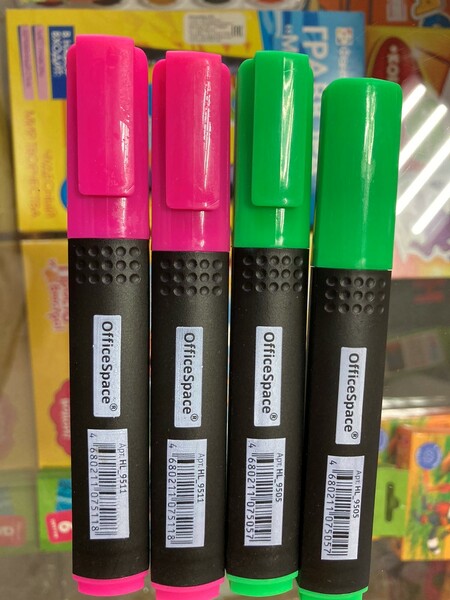 OfficeSpace®
Арт. HL_9511
4 680211 075118
OfficeSpace®
Арт. HL_9511
4 680211 075118
OfficeSpace®
Арт. HL_9505
4 680211 075057
OfficeSpace®
Арт. HL_9505
4 680211 075057